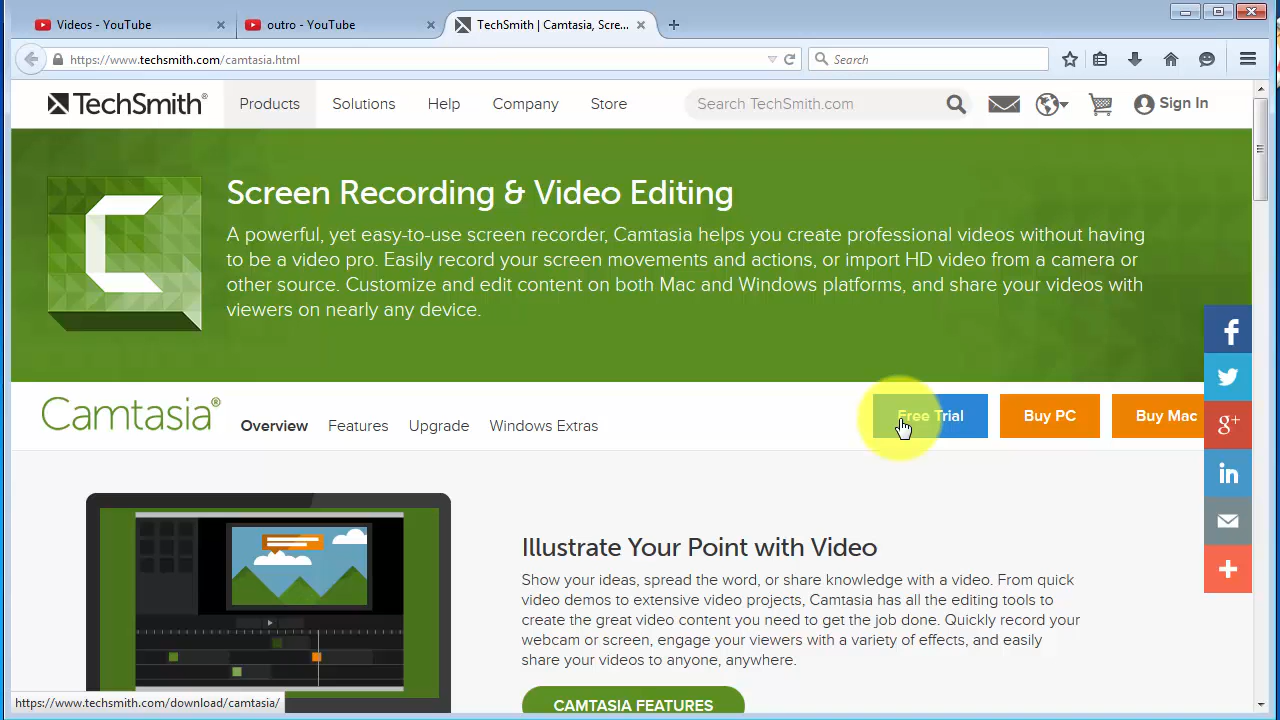 Videos - YouTube
outro - YouTube
TechSmith | Camtasia, Scre...
https://www.techsmith.com/camtasia.html
Search
TechSmith®
Products
Solutions
Help
Company
Store
Search TechSmith.com
Sign In
Screen Recording & Video Editing
A powerful, yet easy-to-use screen recorder, Camtasia helps you create professional videos without having
to be a video pro. Easily record your screen movements and actions, or import HD video from a camera or
other source. Customize and edit content on both Mac and Windows platforms, and share your videos with
viewers on nearly any device.
Camtasia®
Overview
Features
Upgrade
Windows Extras
Free Trial
Buy PC
Buy Mac
Illustrate Your Point with Video
Show your ideas, spread the word, or share knowledge with a video. From quick
video demos to extensive video projects, Camtasia has all the editing tools to
create the great video content you need to get the job done. Quickly record your
webcam or screen, engage your viewers with a variety of effects, and easily
share your videos to anyone, anywhere.
CAMTASIA FEATURES
https://www.techsmith.com/download/camtasia/